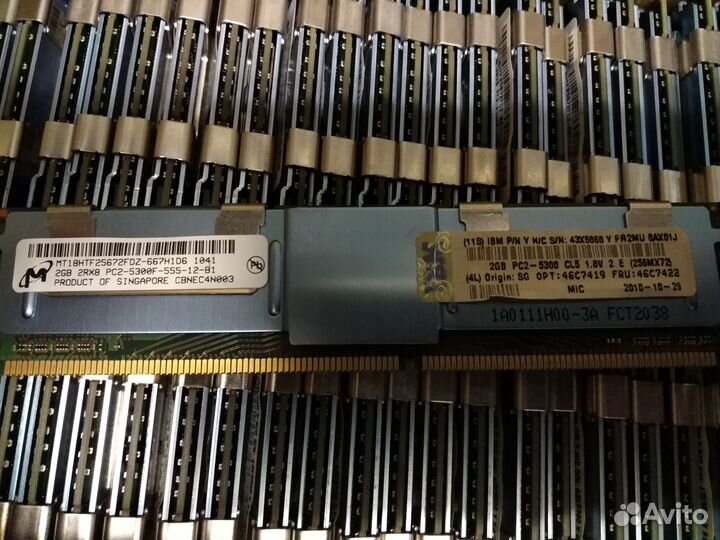 MT18HTF25672FDZ-667H1D6 1041
2GB 2RX8 PC2-5300F-555-12-B1
PRODUCT OF SINGAPORE CBNEC4N003
(11S) IBM P/N Y H/C S/N: 43X5060 Y FR2MU 0AX01J
2GB PC2-5300 CL5 1.8V 2 E (256MX72)
(4L) Origin: SG OPT: 46C7419 FRU: 46C7422
MIC 2010-10-29
1A0111H00-3A FCT2038
Avito